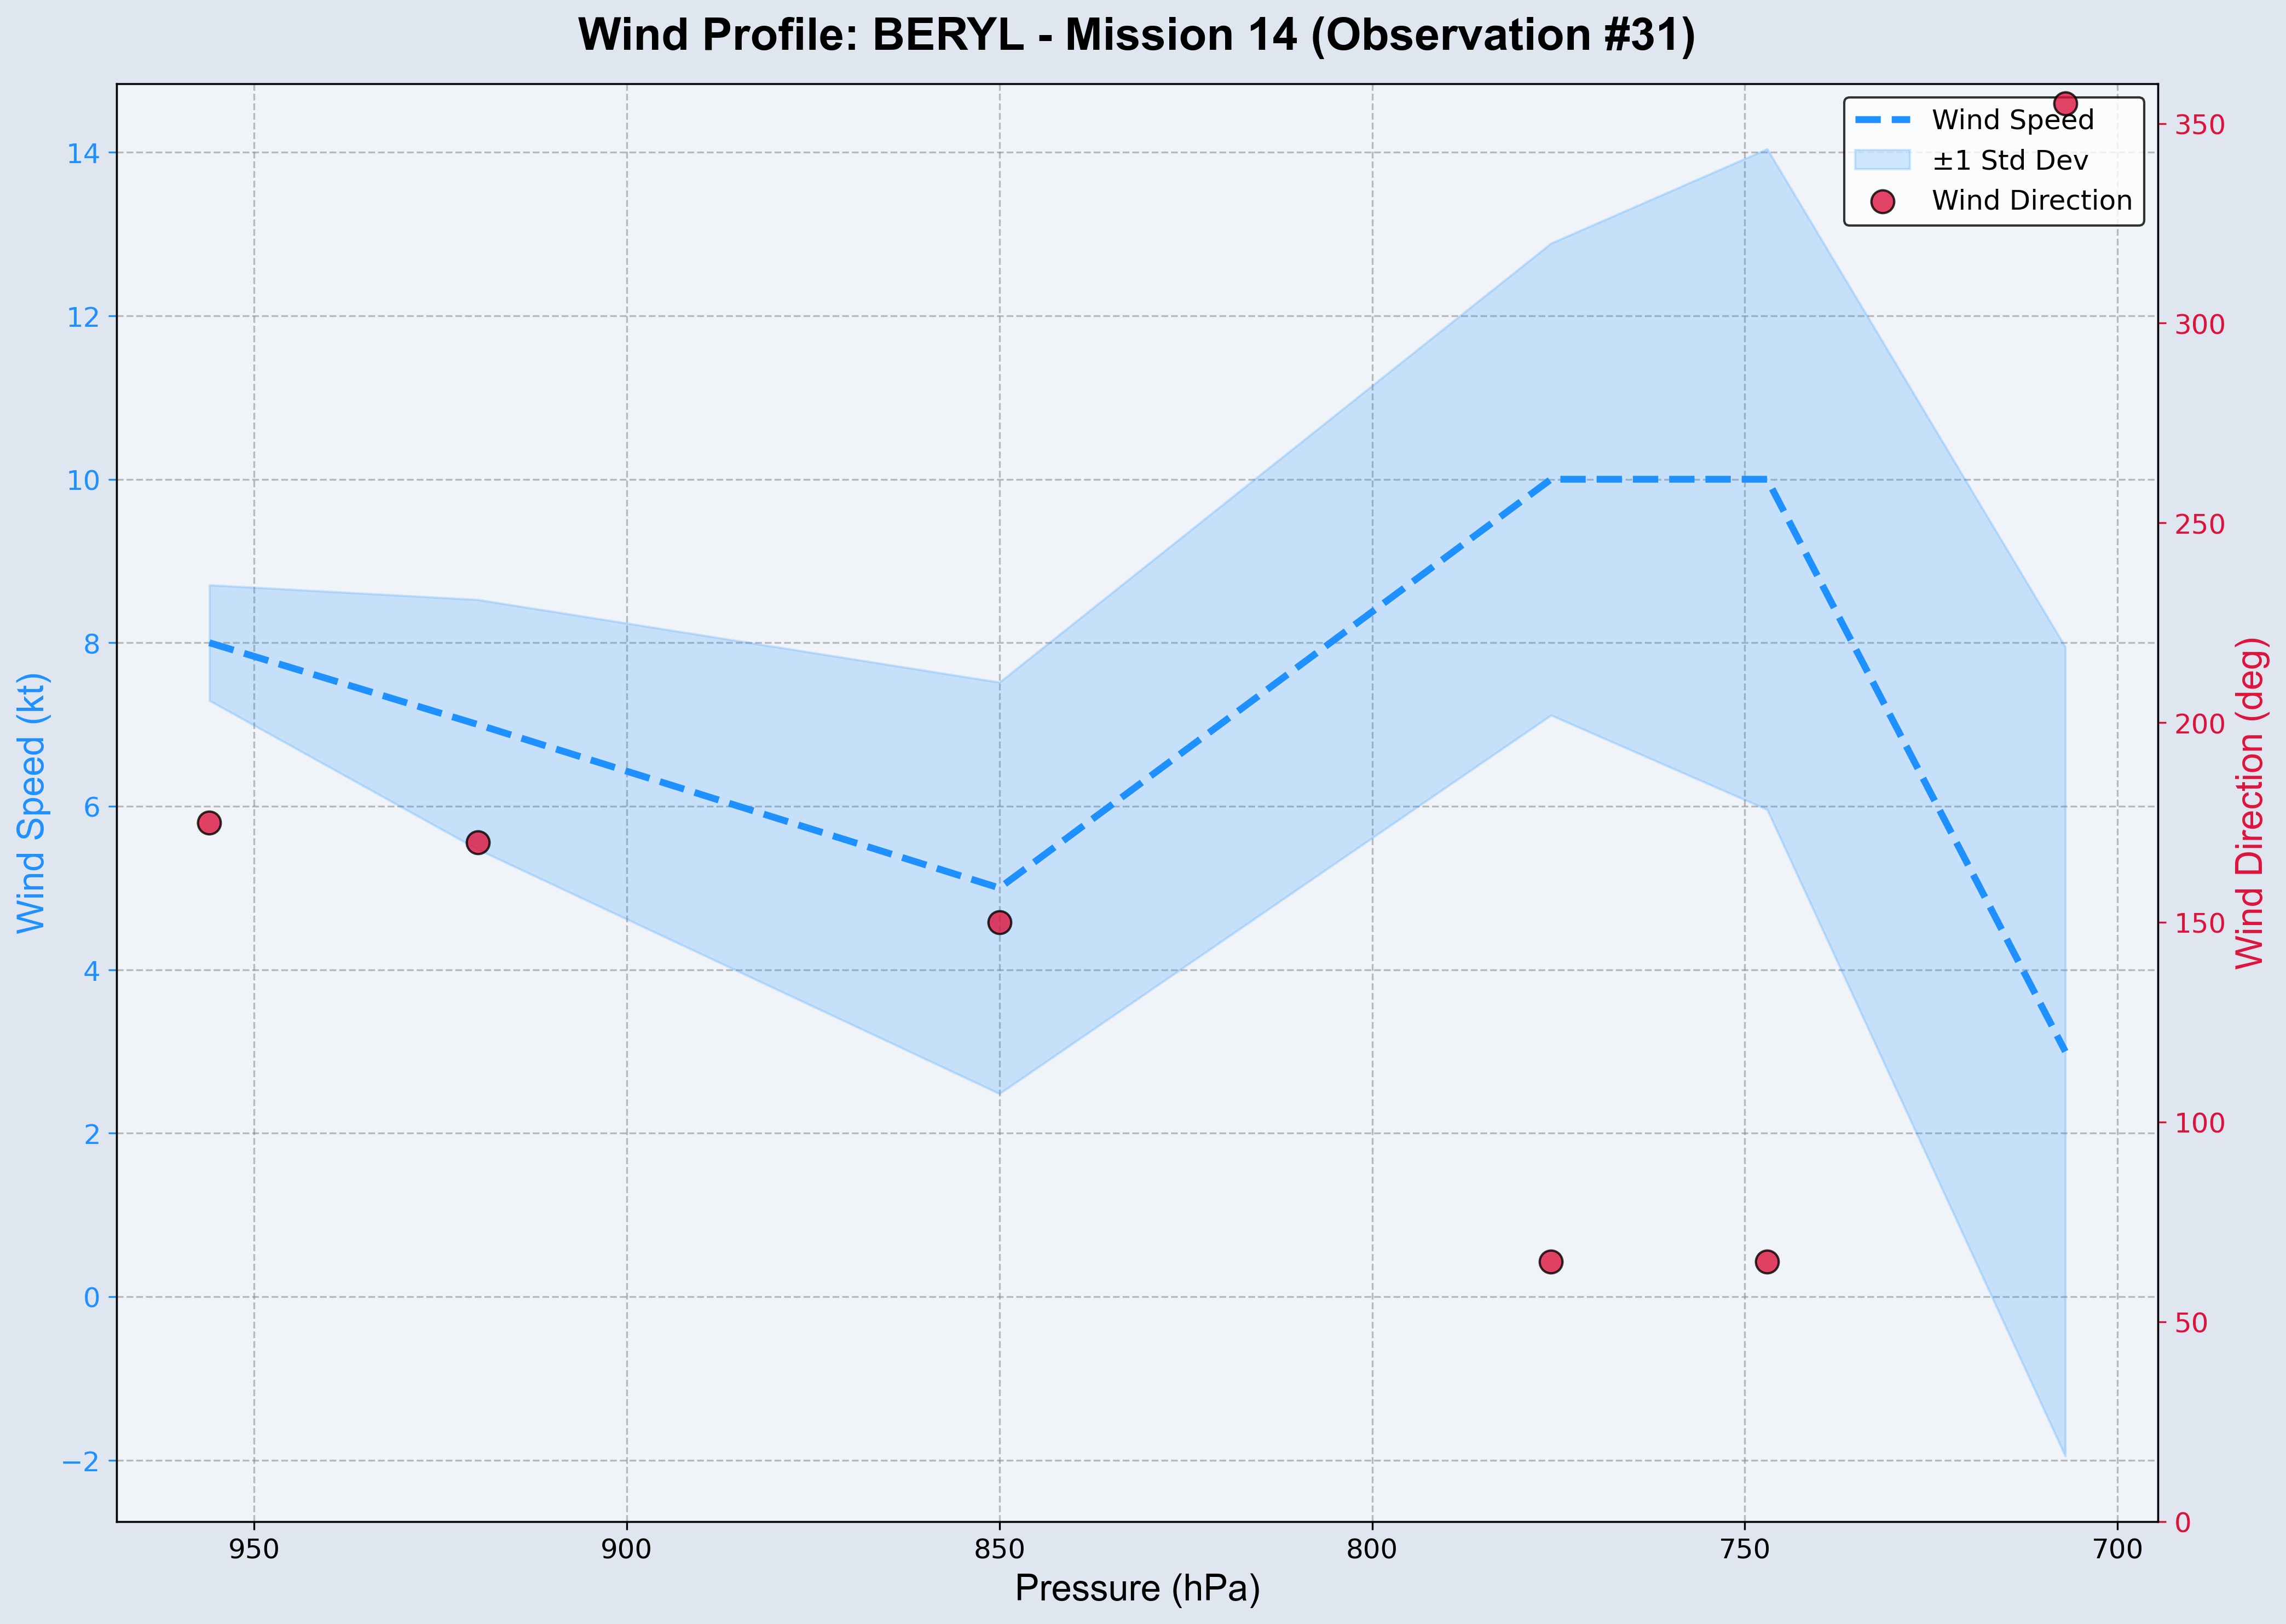 Wind Profile: BERYL - Mission 14 (Observation #31)
Wind Speed
±1 Std Dev
Wind Direction
Wind Speed (kt)
14
12
10
8
6
4
2
0
−2
350
300
250
200
150
100
50
0
Wind Direction (deg)
950 900 850 800 750 700
Pressure (hPa)